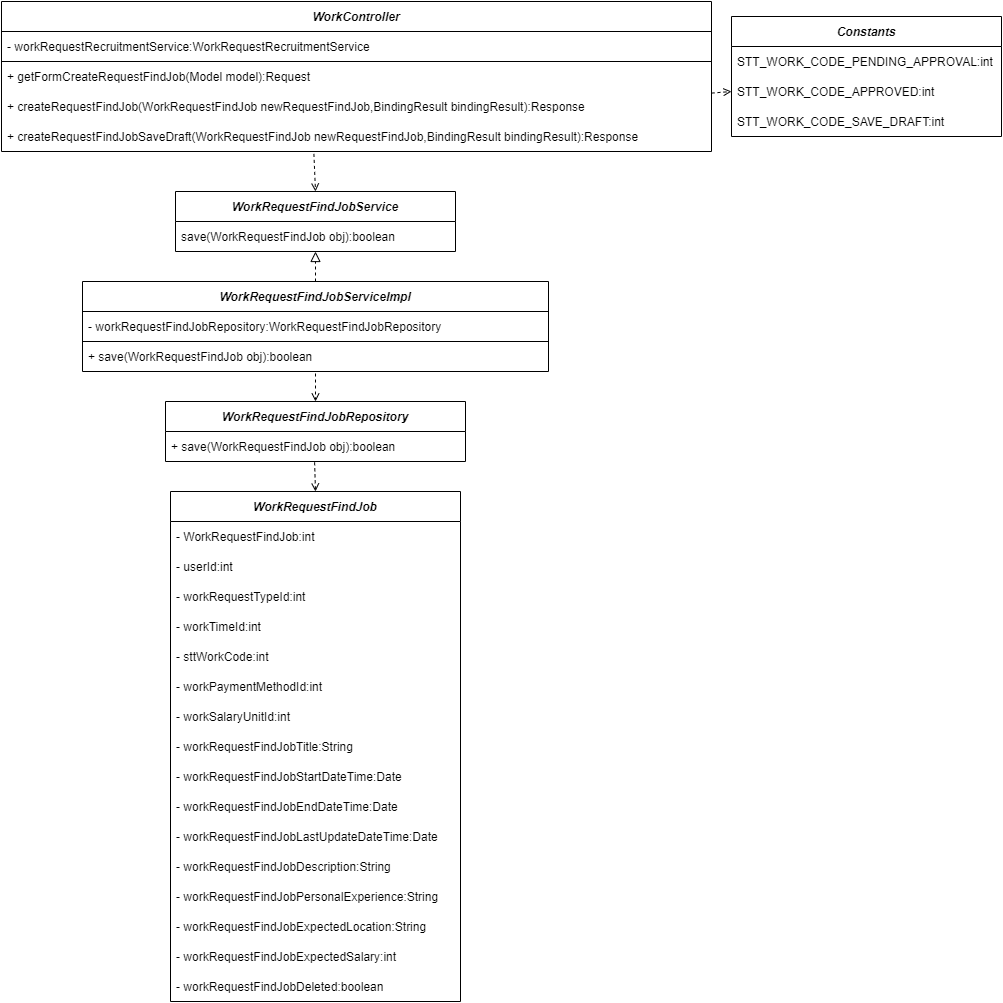 WorkController
- workRequestRecruitmentService:WorkRequestRecruitmentService
+ getFormCreateRequestFindJob(Model model):Request
+ createRequestFindJob(WorkRequestFindJob newRequestFindJob,BindingResult bindingResult):Response
+ createRequestFindJobSaveDraft(WorkRequestFindJob newRequestFindJob,BindingResult bindingResult):Response
Constants
STT_WORK_CODE_PENDING_APPROVAL:int
STT_WORK_CODE_APPROVED:int
STT_WORK_CODE_SAVE_DRAFT:int
WorkRequestFindJobService
save(WorkRequestFindJob obj):boolean
WorkRequestFindJobServiceImpl
- workRequestFindJobRepository:WorkRequestFindJobRepository
+ save(WorkRequestFindJob obj):boolean
WorkRequestFindJobRepository
+ save(WorkRequestFindJob obj):boolean
WorkRequestFindJob
- WorkRequestFindJob:int
- userId:int
- workRequestTypeId:int
- workTimeId:int
- sttWorkCode:int
- workPaymentMethodId:int
- workSalaryUnitId:int
- workRequestFindJobTitle:String
- workRequestFindJobStartDateTime:Date
- workRequestFindJobEndDateTime:Date
- workRequestFindJobLastUpdateDateTime:Date
- workRequestFindJobDescription:String
- workRequestFindJobPersonalExperience:String
- workRequestFindJobExpectedLocation:String
- workRequestFindJobExpectedSalary:int
- workRequestFindJobDeleted:boolean